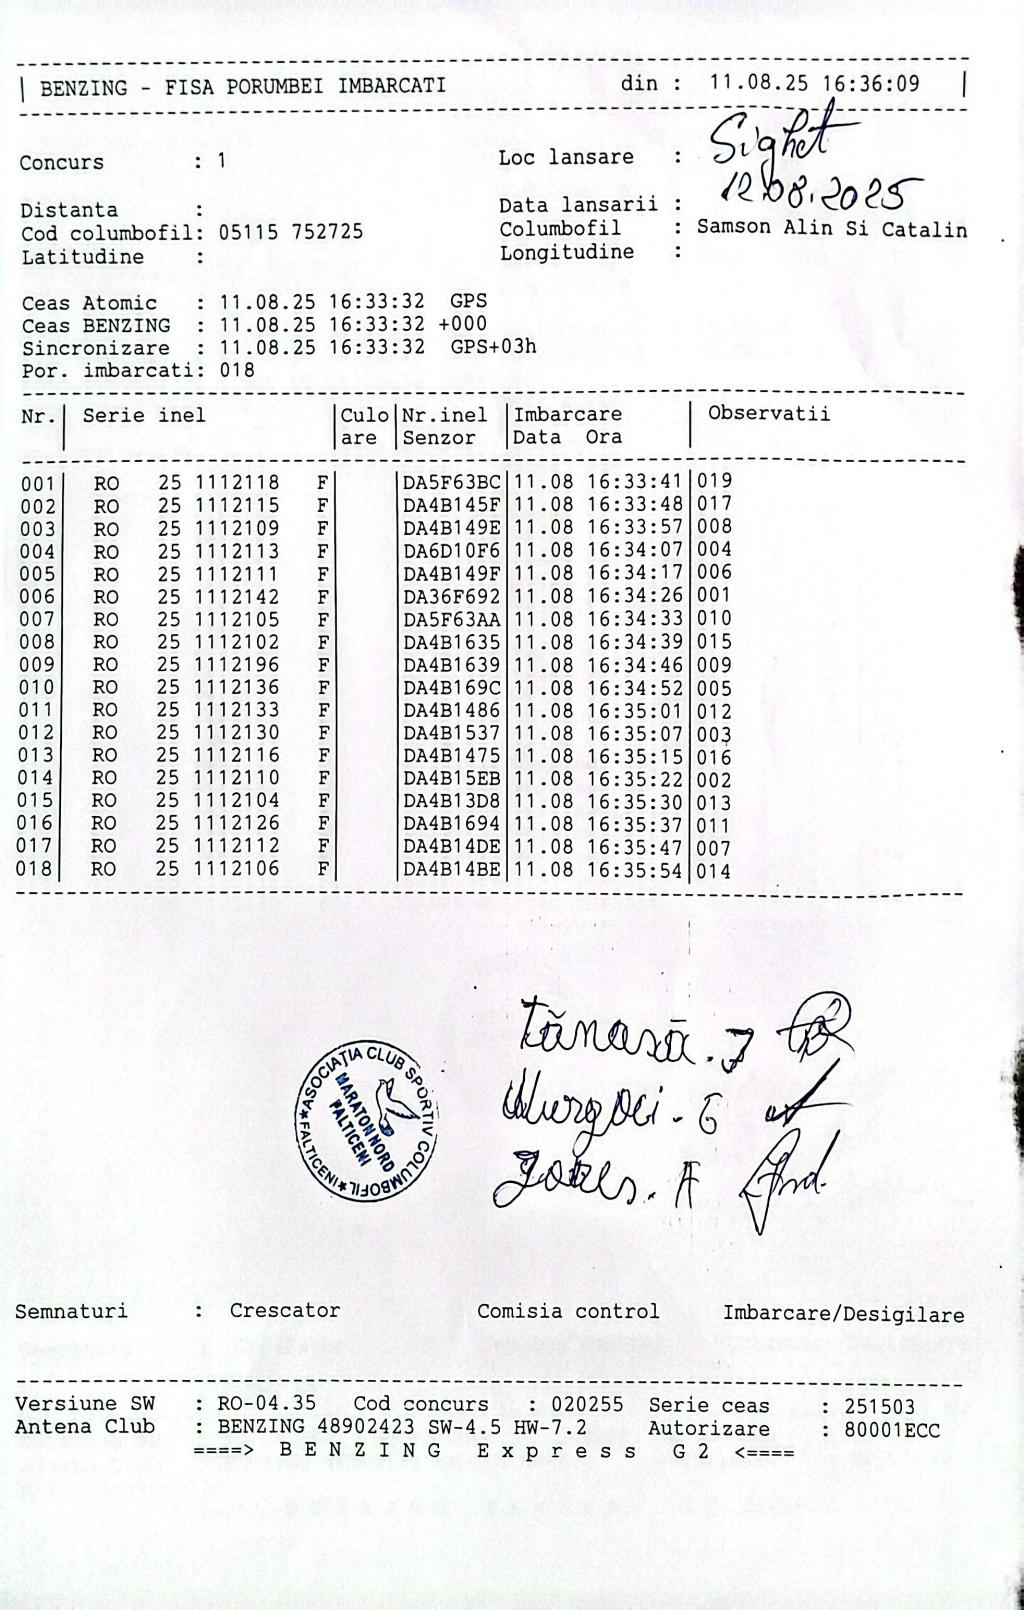 BENZING - FISA PORUMBEI IMBARCATI din : 11.08.25 16:36:09
Concurs : 1 Loc lansare : Sighet
Distanta : Data lansarii : 12.08.2025
Cod columbofil: 05115 752725 Columbofil : Samson Alin Si Catalin
Latitudine : Longitudine :
Ceas Atomic : 11.08.25 16:33:32 GPS
Ceas BENZING : 11.08.25 16:33:32 +000
Sincronizare : 11.08.25 16:33:32 GPS+03h
Por. imbarcati: 018
Nr. Serie inel Culo Nr.inel Imbarcare Observatii
are Senzor Data Ora
001 RO 25 1112118 F DA5F63BC 11.08 16:33:41 019
002 RO 25 1112115 F DA4B145F 11.08 16:33:48 017
003 RO 25 1112109 F DA4B149E 11.08 16:33:57 008
004 RO 25 1112113 F DA6D10F6 11.08 16:34:07 004
005 RO 25 1112111 F DA4B149F 11.08 16:34:17 006
006 RO 25 1112142 F DA36F692 11.08 16:34:26 001
007 RO 25 1112105 F DA5F63AA 11.08 16:34:33 010
008 RO 25 1112102 F DA4B1635 11.08 16:34:39 015
009 RO 25 1112196 F DA4B1639 11.08 16:34:46 009
010 RO 25 1112136 F DA4B169C 11.08 16:34:52 005
011 RO 25 1112133 F DA4B1486 11.08 16:35:01 012
012 RO 25 1112130 F DA4B1537 11.08 16:35:07 003
013 RO 25 1112116 F DA4B1475 11.08 16:35:15 016
014 RO 25 1112110 F DA4B15EB 11.08 16:35:22 002
015 RO 25 1112104 F DA4B13D8 11.08 16:35:30 013
016 RO 25 1112126 F DA4B1694 11.08 16:35:37 011
017 RO 25 1112112 F DA4B14DE 11.08 16:35:47 007
018 RO 25 1112106 F DA4B14BE 11.08 16:35:54 014
Tănasă . J
Murgoci - G
A
ASOCIAȚIA CLUB SPORTIV COLUMBOFIL * FALTICENI *
MARATON NORD
FALTICENI
Semnaturi : Crescator Comisia control Imbarcare/Desigilare
Versiune SW : RO-04.35 Cod concurs : 020255 Serie ceas : 251503
Antena Club : BENZING 48902423 SW-4.5 HW-7.2 Autorizare : 80001ECC
====> B E N Z I N G E x p r e s s G 2 <====